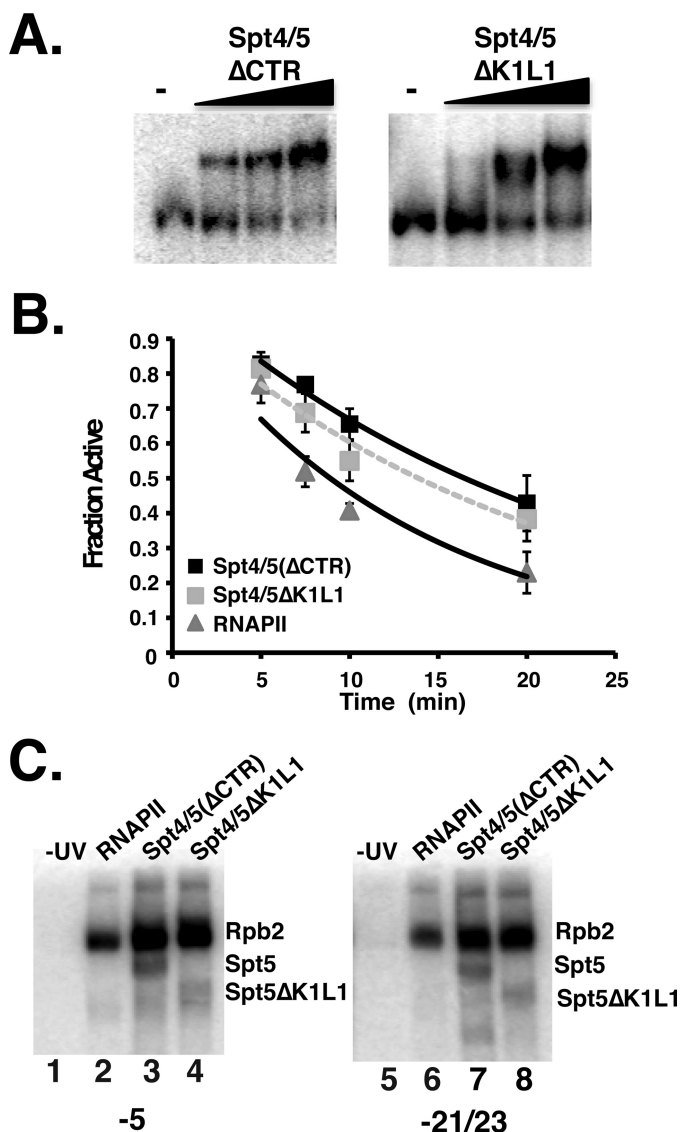 A.
Spt4/5
ΔCTR
Spt4/5
ΔK1L1
-
-
B.
0.9
0.8
0.7
0.6
0.5
0.4
0.3
0.2
0.1
0
Fraction Active
Spt4/5(ΔCTR)
Spt4/5ΔK1L1
RNAPII
0 5 10 15 20 25
Time (min)
C.
-UV RNAPII Spt4/5(ΔCTR) Spt4/5ΔK1L1
Rpb2
Spt5
Spt5ΔK1L1
1 2 3 4
-5
-UV RNAPII Spt4/5(ΔCTR) Spt4/5ΔK1L1
Rpb2
Spt5
Spt5ΔK1L1
5 6 7 8
-21/23